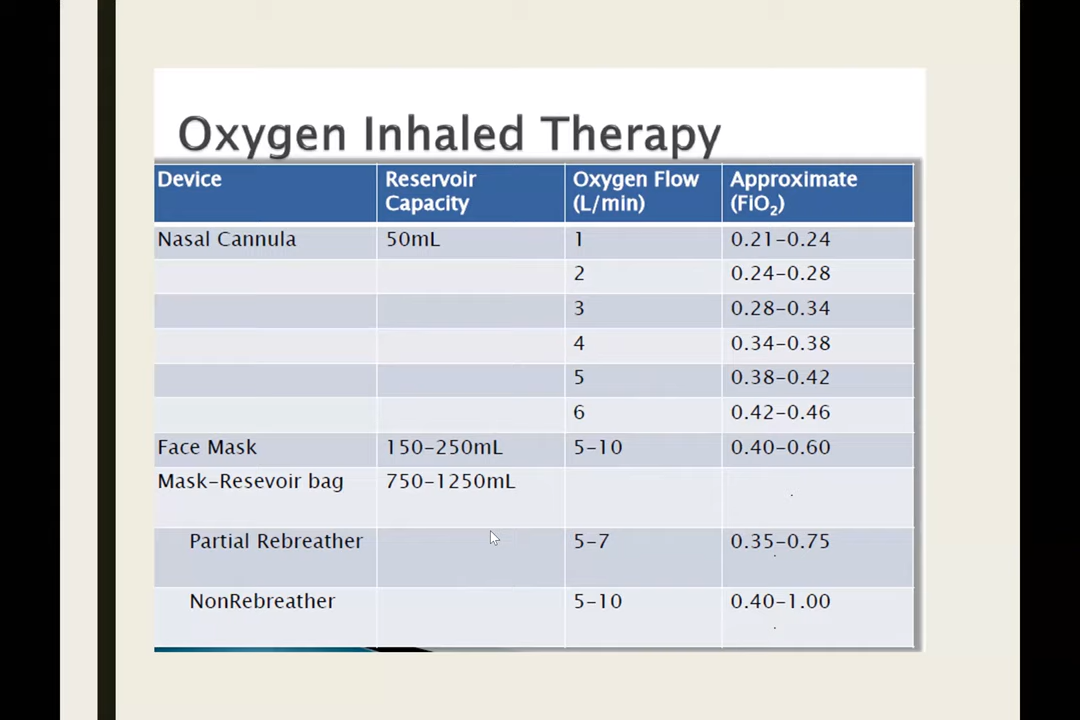 Oxygen Inhaled Therapy
Device Reservoir Capacity Oxygen Flow (L/min) Approximate (FiO2)
Nasal Cannula 50mL 1 0.21-0.24
2 0.24-0.28
3 0.28-0.34
4 0.34-0.38
5 0.38-0.42
6 0.42-0.46
Face Mask 150-250mL 5-10 0.40-0.60
Mask-Resevoir bag 750-1250mL
Partial Rebreather 5-7 0.35-0.75
NonRebreather 5-10 0.40-1.00